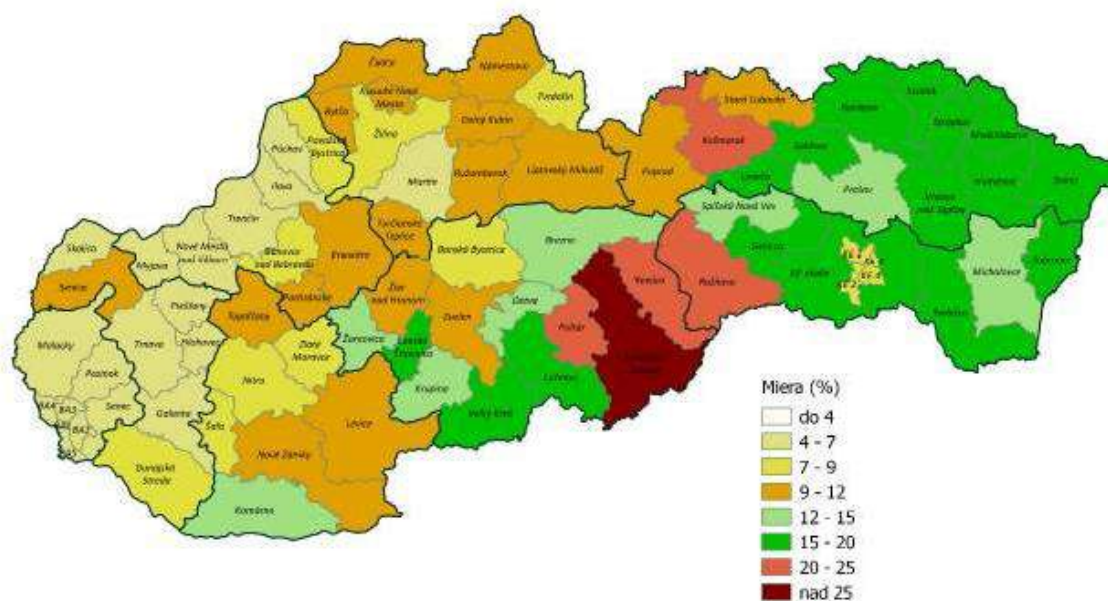 Čadca
Námestovo
Kysucké Nové
Mesto
Tvrdošín
Bytča
Dolný Kubín
Stará Ľubovňa
Bardejov
Svidník
Žilina
Považská
Bystrica
Kežmarok
Stropkov
Medzilaborce
Púchov
Ružomberok
Liptovský Mikuláš
Poprad
Sabinov
Martin
Ilava
Levoča
Prešov
Humenné
Snina
Vranov
nad Topľou
Trenčín
Turčianske
Teplice
Spišská Nová Ves
Skalica
Nové Mesto
nad Váhom
Bánovce
nad Bebravou
Prievidza
Banská Bystrica
Brezno
Gelnica
Myjava
Michalovce
Sobrance
Senica
Partizánske
Žiar
nad Hronom
Revúca
Rožňava
Piešťany
Topoľčany
Detva
Zvolen
Poltár
Malacky
Trnava
Hlohovec
Zlaté
Moravce
Žarnovica
Banská
Štiavnica
Pezinok
Nitra
Krupina
Lučenec
Miera (%)
Senec
Galanta
Veľký Krtíš
do 4
Šaľa
Levice
4 - 7
Dunajská
Streda
Nové Zámky
7 - 9
9 - 12
Komárno
12 - 15
15 - 20
20 - 25
nad 25